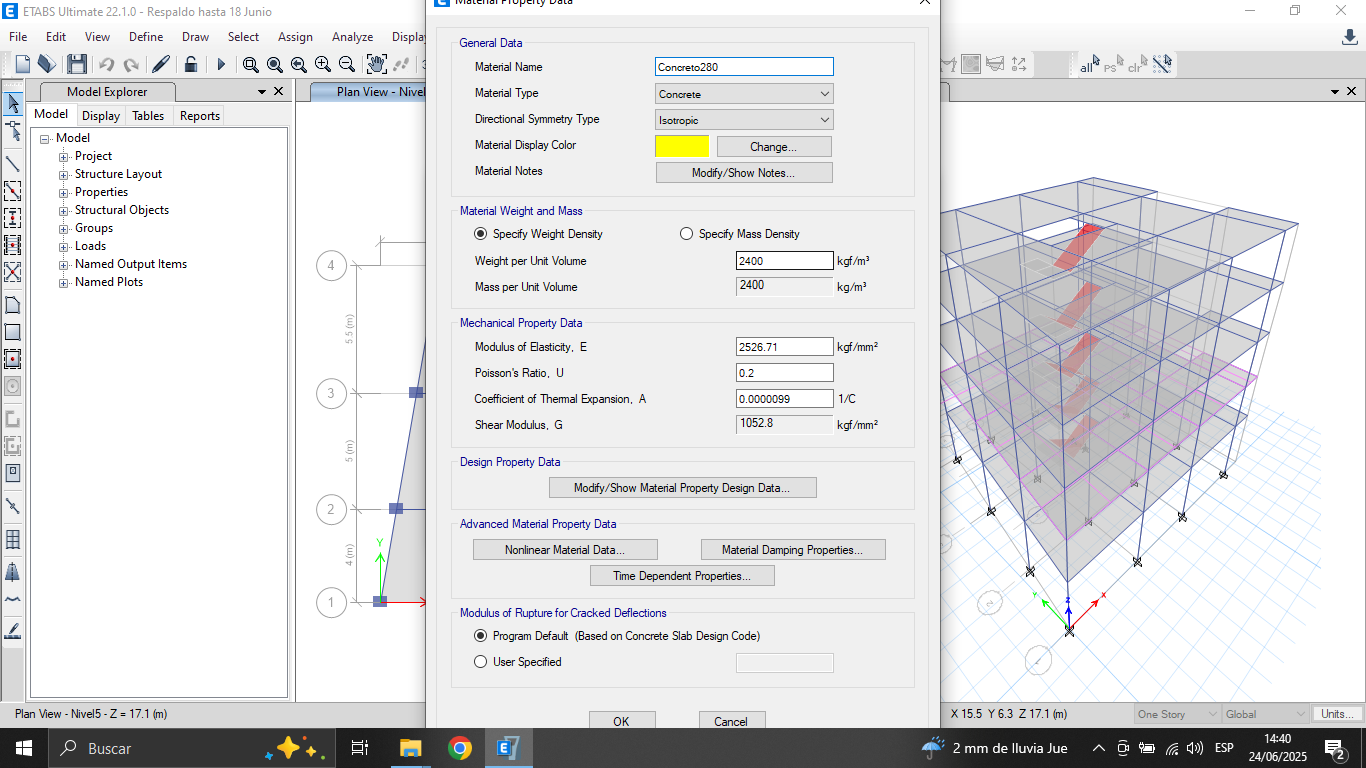 ETABS Ultimate 22.1.0 - Respaldo hasta 18 Junio
Material Property Data
File Edit View Define Draw Select Assign Analyze Display
all PS clr
Model Explorer
Plan View - Nivel
Model Display Tables Reports
Model
Project
Structure Layout
Properties
Structural Objects
Groups
Loads
Named Output Items
Named Plots
4
5.5 (m)
3
5 (m)
2
4 (m)
Y
1
General Data
Material Name Concreto280
Material Type Concrete
Directional Symmetry Type Isotropic
Material Display Color Change...
Material Notes Modify/Show Notes...
Material Weight and Mass
Specify Weight Density Specify Mass Density
Weight per Unit Volume 2400 kgf/m³
Mass per Unit Volume 2400 kg/m³
Mechanical Property Data
Modulus of Elasticity, E 2526.71 kgf/mm²
Poisson's Ratio, U 0.2
Coefficient of Thermal Expansion, A 0.0000099 1/C
Shear Modulus, G 1052.8 kgf/mm²
Design Property Data
Modify/Show Material Property Design Data...
Advanced Material Property Data
Nonlinear Material Data... Material Damping Properties...
Time Dependent Properties...
Modulus of Rupture for Cracked Deflections
Program Default (Based on Concrete Slab Design Code)
User Specified
OK Cancel
Y Z X
Plan View - Nivel5 - Z = 17.1 (m)
X 15.5 Y 6.3 Z 17.1 (m) One Story Global Units...
Buscar
2 mm de lluvia Jue
ESP
14:40
24/06/2025
2